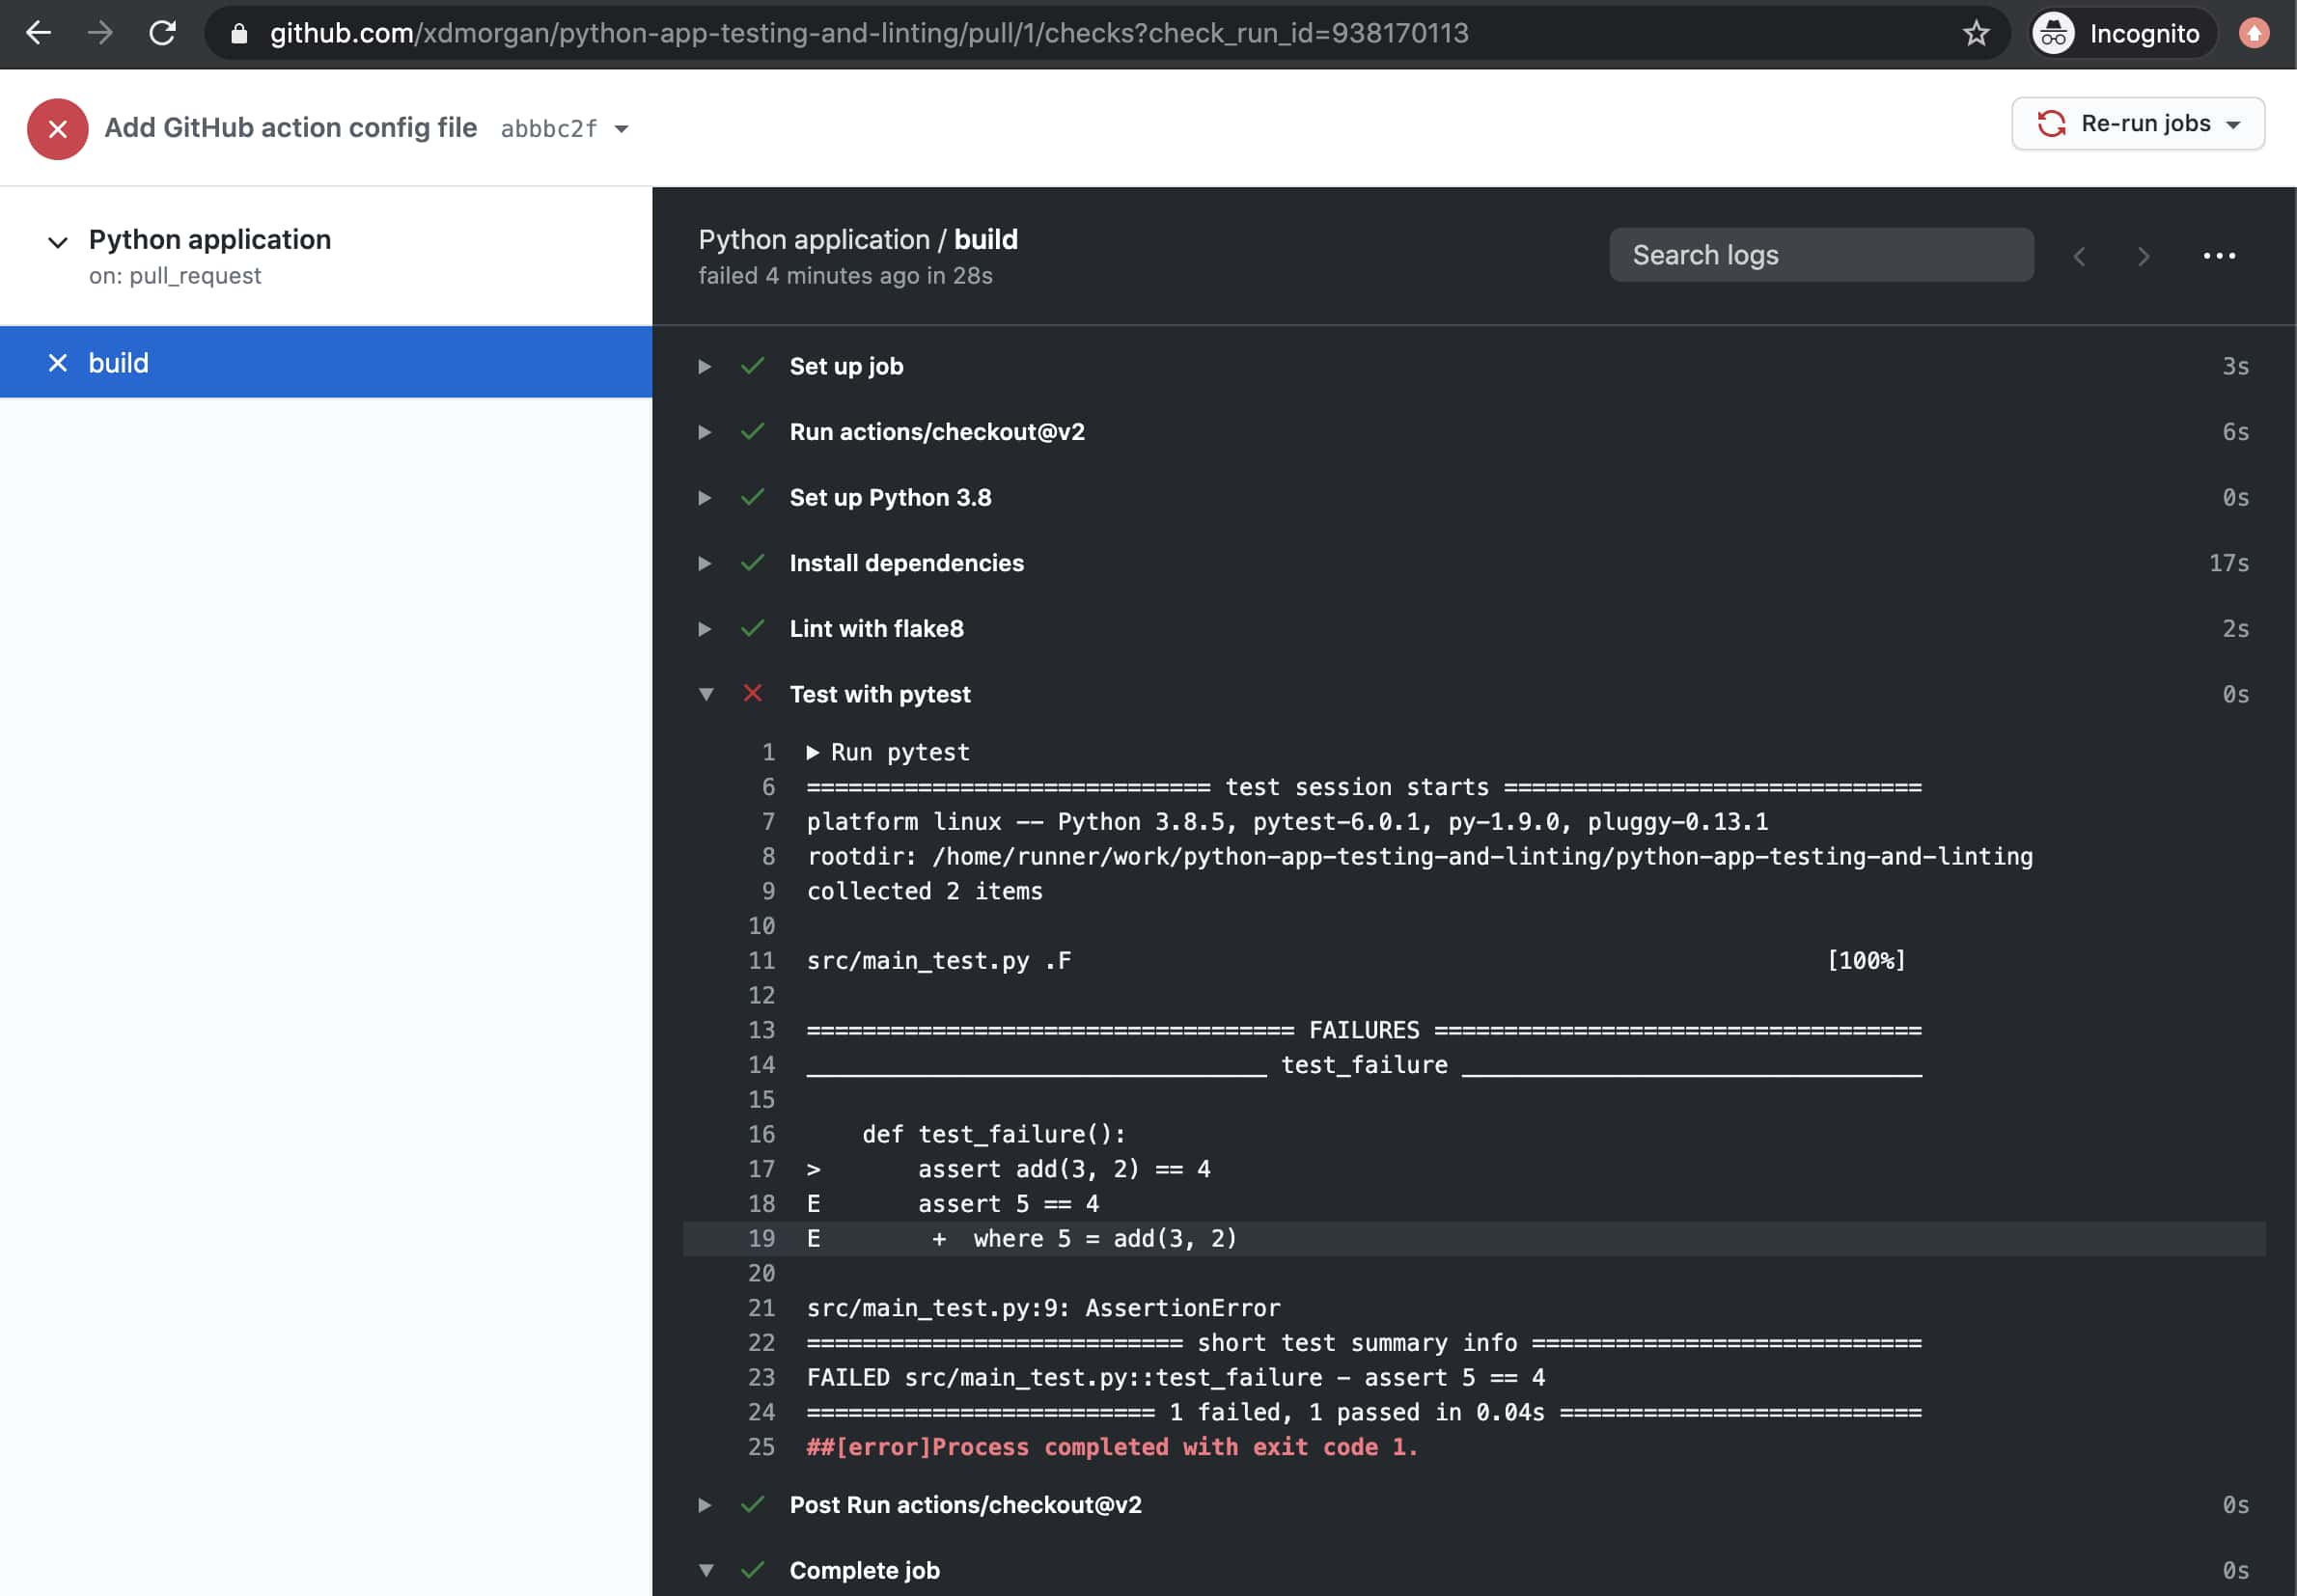 github.com/xdmorgan/python-app-testing-and-linting/pull/1/checks?check_run_id=938170113
Incognito
Add GitHub action config file abbbc2f
Re-run jobs
Python application
on: pull_request
build
Python application / build
failed 4 minutes ago in 28s
Search logs
Set up job 3s
Run actions/checkout@v2 6s
Set up Python 3.8 0s
Install dependencies 17s
Lint with flake8 2s
Test with pytest 0s
1 Run pytest
6 ============================= test session starts ==============================
7 platform linux -- Python 3.8.5, pytest-6.0.1, py-1.9.0, pluggy-0.13.1
8 rootdir: /home/runner/work/python-app-testing-and-linting/python-app-testing-and-linting
9 collected 2 items
10
11 src/main_test.py .F [100%]
12
13 =================================== FAILURES ===================================
14 _________________________________ test_failure _________________________________
15
16     def test_failure():
17 >       assert add(3, 2) == 4
18 E       assert 5 == 4
19 E        +  where 5 = add(3, 2)
20
21 src/main_test.py:9: AssertionError
22 =========================== short test summary info ============================
23 FAILED src/main_test.py::test_failure - assert 5 == 4
24 ========================= 1 failed, 1 passed in 0.04s ==========================
25 ##[error]Process completed with exit code 1.
Post Run actions/checkout@v2 0s
Complete job 0s